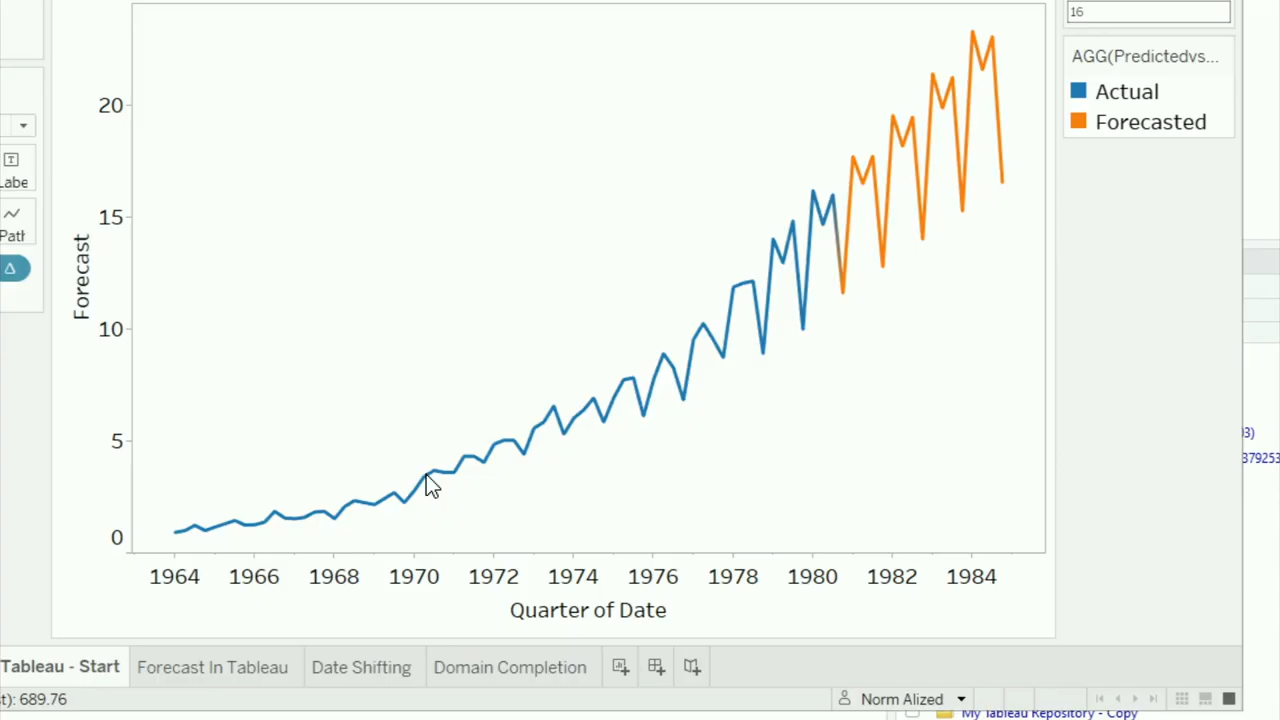 16
AGG(Predictedvs...
Actual
Forecasted
20
15
10
5
0
Forecast
Labe
Path
1964 1966 1968 1970 1972 1974 1976 1978 1980 1982 1984
Quarter of Date
3)
379253
Tableau - Start Forecast In Tableau Date Shifting Domain Completion
st): 689.76
Norm Alized
My Tableau Repository - Copy